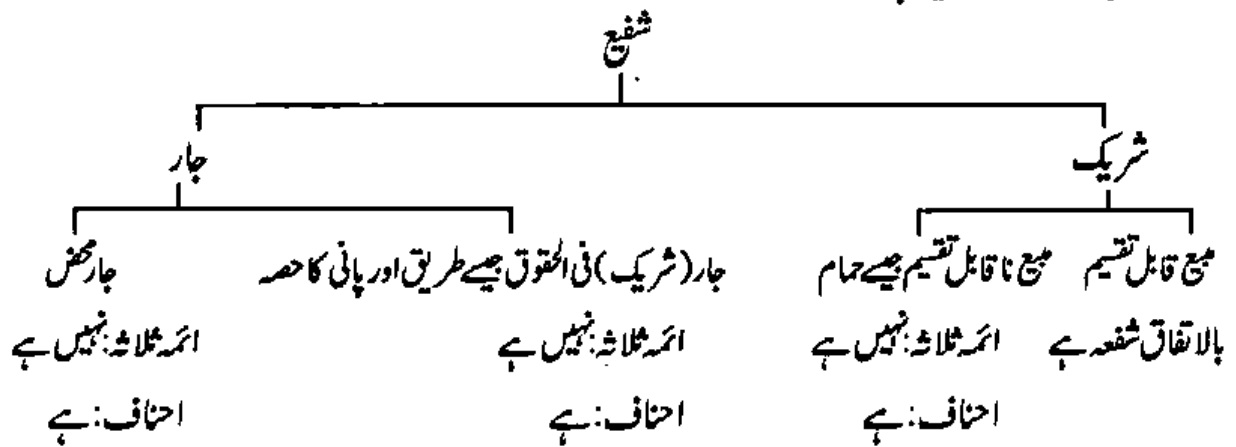 شفیع
شریک جار
مبیع قابل تقسیم مبیع نا قابل تقسیم جیسے حمام جار (شریک) فی الحقوق جیسے طریق اور پانی کا حصہ جار محض
بالاتفاق شفعہ ہے ائمہ ثلاثہ: نہیں ہے ائمہ ثلاثہ: نہیں ہے ائمہ ثلاثہ: نہیں ہے
احناف: ہے احناف: ہے احناف: ہے